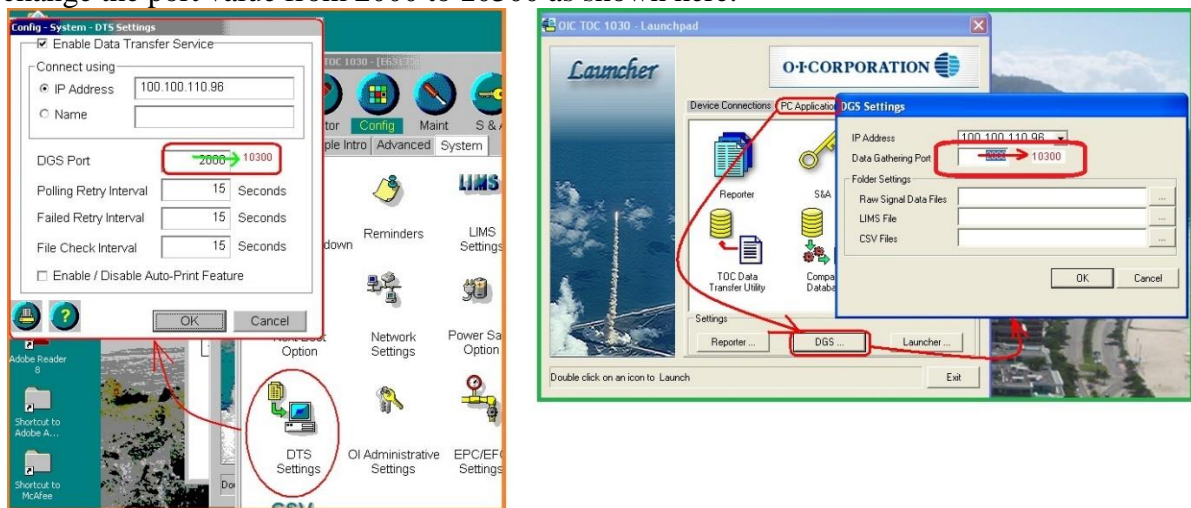 change the port value from 2000 to 10300 as shown here.
Config - System - DTS Settings
Enable Data Transfer Service
Connect using
IP Address 100.100.110.96
Name
DGS Port 2000 10300
Polling Retry Interval 15 Seconds
Failed Retry Interval 15 Seconds
File Check Interval 15 Seconds
Enable / Disable Auto-Print Feature
OK Cancel
TOC 1030 -
Config Maint S &
ple Intro Advanced System
LIMS
Reminders LIMS
down Settings
Network Power
Option Settings Option
DTS OI Administrative EPC/
Settings Settings Settings
Adobe Reader
8
Shortcut to
Adobe A...
Shortcut to
McAfee
CSV
OIC TOC 1030 - Launchpad
Launcher
O·I·CORPORATION
Device Connections PC Application
Reporter S&A
TOC Data
Transfer Utility
Settings
Reporter ... DGS ... Launcher ...
Double click on an icon to Launch Exit
DGS Settings
IP Address 100.100.110.96
Data Gathering Port 10300
Folder Settings
Raw Signal Data Files ...
LIMS File ...
CSV Files ...
OK Cancel